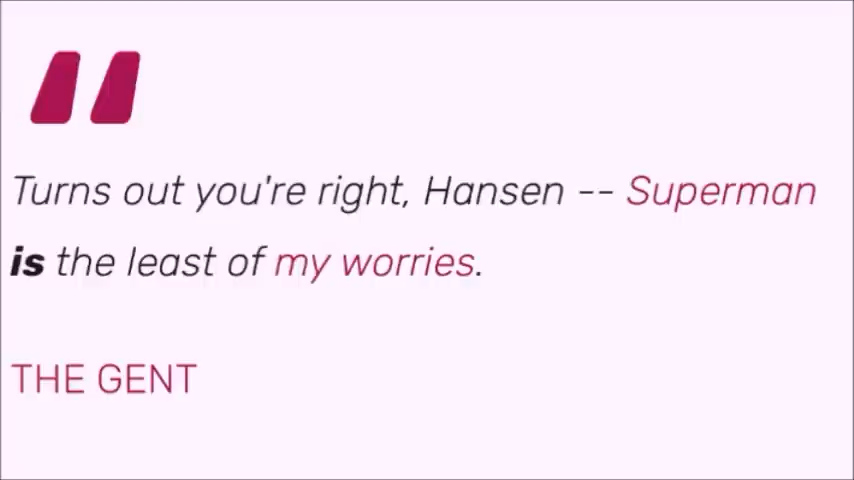 Turns out you're right, Hansen -- Superman
is the least of my worries.
THE GENT